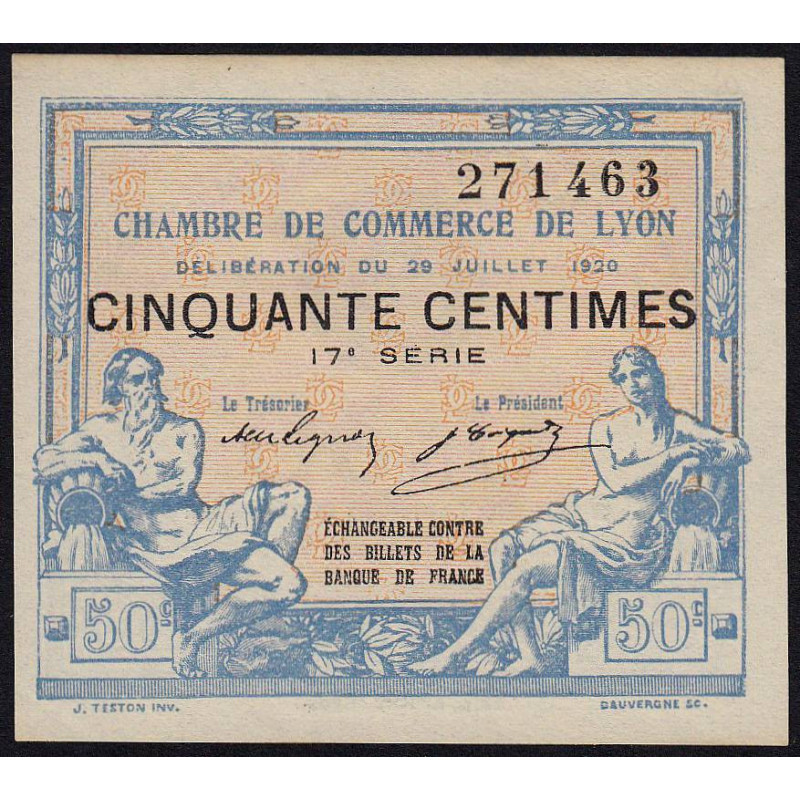 271463
CHAMBRE DE COMMERCE DE LYON
DÉLIBÉRATION DU 29 JUILLET 1920
CINQUANTE CENTIMES
17e SÉRIE
Le Trésorier Le Président
ÉCHANGEABLE CONTRE
DES BILLETS DE LA
BANQUE DE FRANCE
50c 50c
J. TESTON INV. DAUVERGNE SC.